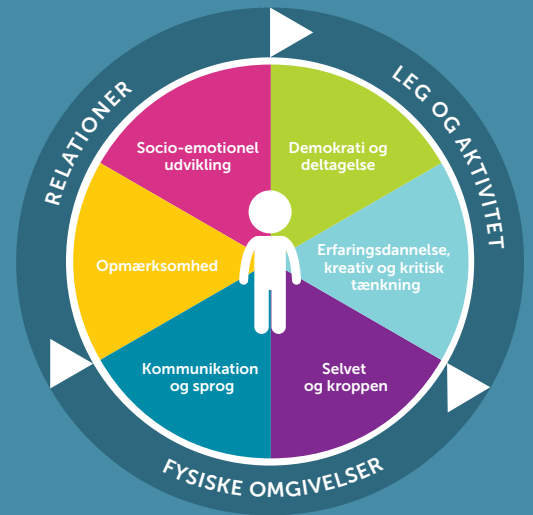 RELATIONER
LEG OG AKTIVITET
Socio-emotionel
udvikling
Demokrati og
deltagelse
Opmærksomhed
Erfaringsdannelse,
kreativ og kritisk
tænkning
Kommunikation
og sprog
Selvet
og kroppen
FYSISKE OMGIVELSER